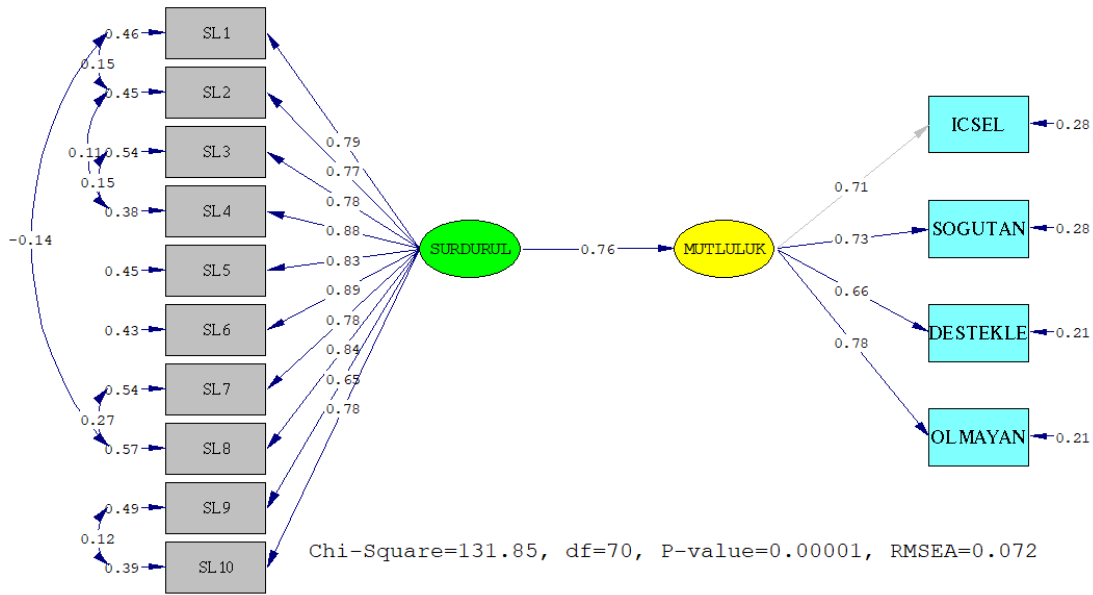 0.46
SL1
0.15
0.45
SL2
0.11
0.54
SL3
0.15
0.38
SL4
-0.14
0.45
SL5
0.43
SL6
0.54
SL7
0.27
0.57
SL8
0.49
SL9
0.12
0.39
SL10
0.79
0.77
0.78
0.88
0.83
0.89
0.78
0.84
0.65
0.78
SURDURUL
0.76
MUTLULUK
0.71
0.73
0.66
0.78
ICSEL
0.28
SOGUTAN
0.28
DESTEKLE
0.21
OLMAYAN
0.21
Chi-Square=131.85, df=70, P-value=0.00001, RMSEA=0.072